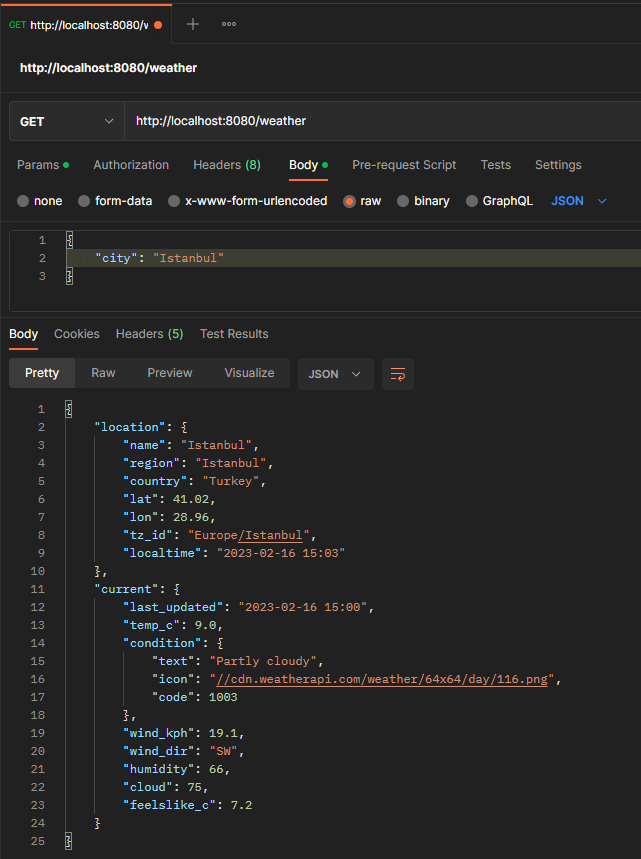 GET http://localhost:8080/v
http://localhost:8080/weather
GET http://localhost:8080/weather
Params Authorization Headers (8) Body Pre-request Script Tests Settings
none form-data x-www-form-urlencoded raw binary GraphQL JSON
1 {
2 "city": "Istanbul"
3 }
Body Cookies Headers (5) Test Results
Pretty Raw Preview Visualize JSON
1 {
2 "location": {
3 "name": "Istanbul",
4 "region": "Istanbul",
5 "country": "Turkey",
6 "lat": 41.02,
7 "lon": 28.96,
8 "tz_id": "Europe/Istanbul",
9 "localtime": "2023-02-16 15:03"
10 },
11 "current": {
12 "last_updated": "2023-02-16 15:00",
13 "temp_c": 9.0,
14 "condition": {
15 "text": "Partly cloudy",
16 "icon": "//cdn.weatherapi.com/weather/64x64/day/116.png",
17 "code": 1003
18 },
19 "wind_kph": 19.1,
20 "wind_dir": "SW",
21 "humidity": 66,
22 "cloud": 75,
23 "feelslike_c": 7.2
24 }
25 }